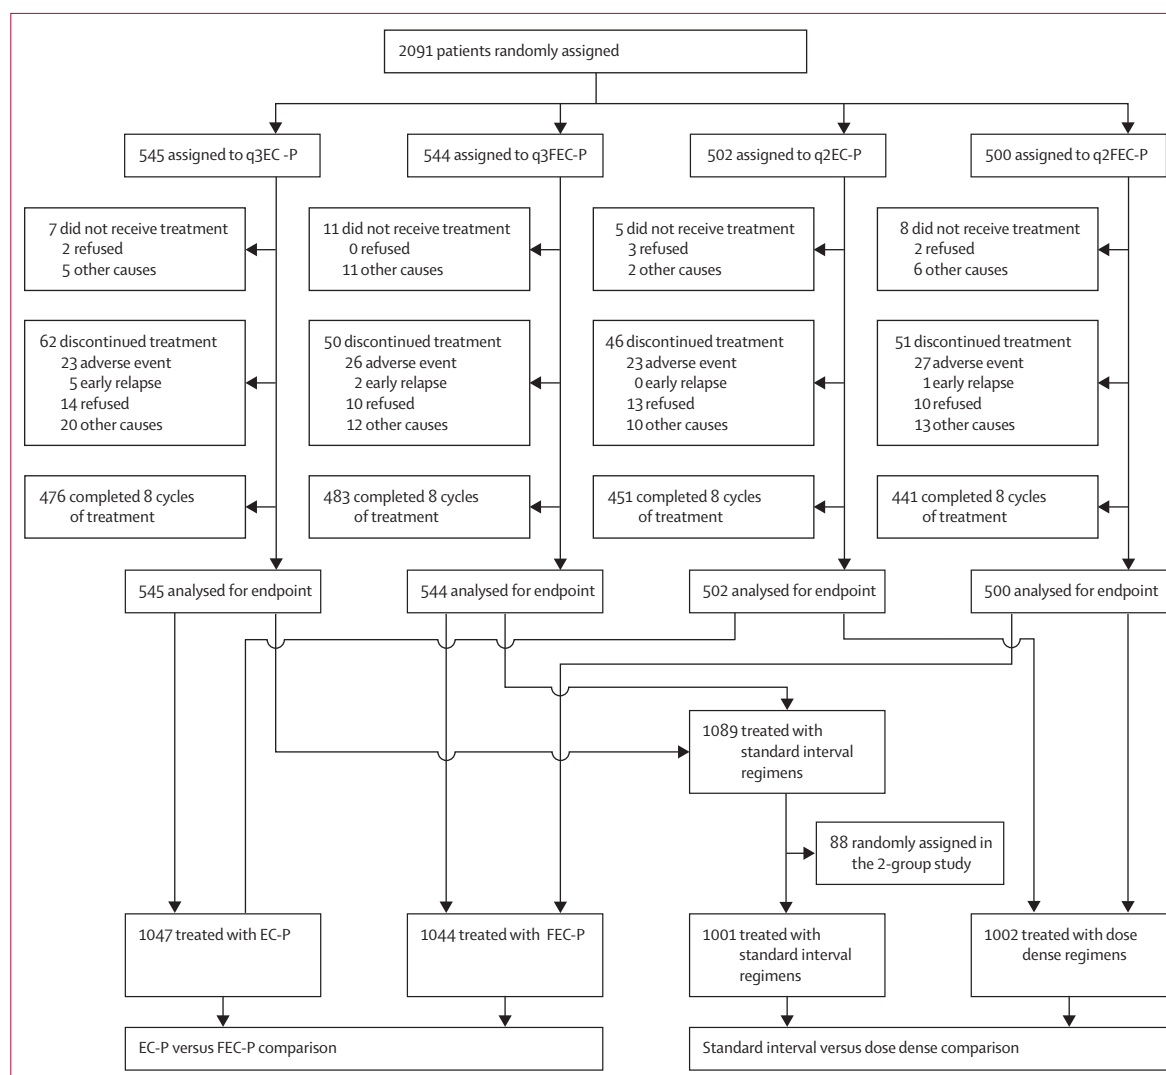 2091 patients randomly assigned
545 assigned to q3EC -P
544 assigned to q3FEC-P
502 assigned to q2EC-P
500 assigned to q2FEC-P
7 did not receive treatment
2 refused
5 other causes
11 did not receive treatment
0 refused
11 other causes
5 did not receive treatment
3 refused
2 other causes
8 did not receive treatment
2 refused
6 other causes
62 discontinued treatment
23 adverse event
5 early relapse
14 refused
20 other causes
50 discontinued treatment
26 adverse event
2 early relapse
10 refused
12 other causes
46 discontinued treatment
23 adverse event
0 early relapse
13 refused
10 other causes
51 discontinued treatment
27 adverse event
1 early relapse
10 refused
13 other causes
476 completed 8 cycles
of treatment
483 completed 8 cycles
of treatment
451 completed 8 cycles
of treatment
441 completed 8 cycles
of treatment
545 analysed for endpoint
544 analysed for endpoint
502 analysed for endpoint
500 analysed for endpoint
1089 treated with
standard interval
regimens
88 randomly assigned in
the 2-group study
1047 treated with EC-P
1044 treated with FEC-P
1001 treated with
standard interval
regimens
1002 treated with dose
dense regimens
EC-P versus FEC-P comparison
Standard interval versus dose dense comparison